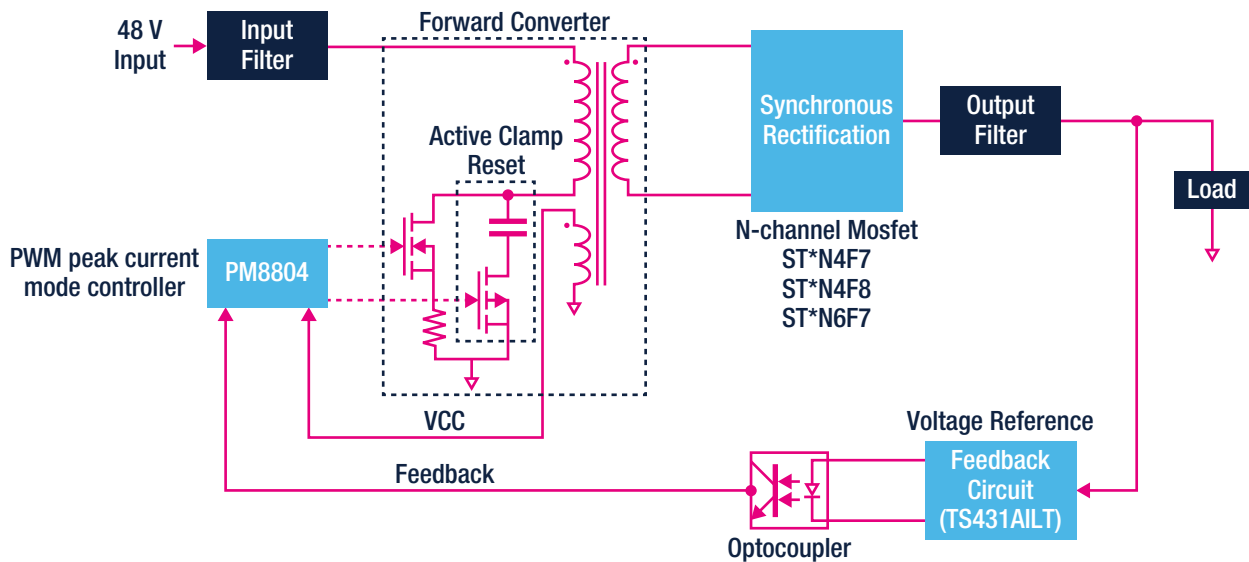 Forward Converter
48 V
Input
Input
Filter
Active Clamp
Reset
Synchronous
Rectification
Output
Filter
Load
N-channel Mosfet
ST*N4F7
ST*N4F8
ST*N6F7
PWM peak current
mode controller
PM8804
VCC
Feedback
Optocoupler
Voltage Reference
Feedback
Circuit
(TS431AILT)